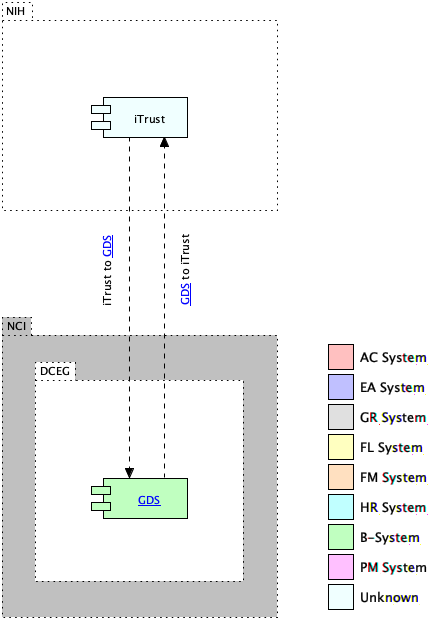 NIH
iTrust
iTrust to GDS
GDS to iTrust
NCI
DCEG
GDS
AC System
EA System
GR System
FL System
FM System
HR System
B-System
PM System
Unknown